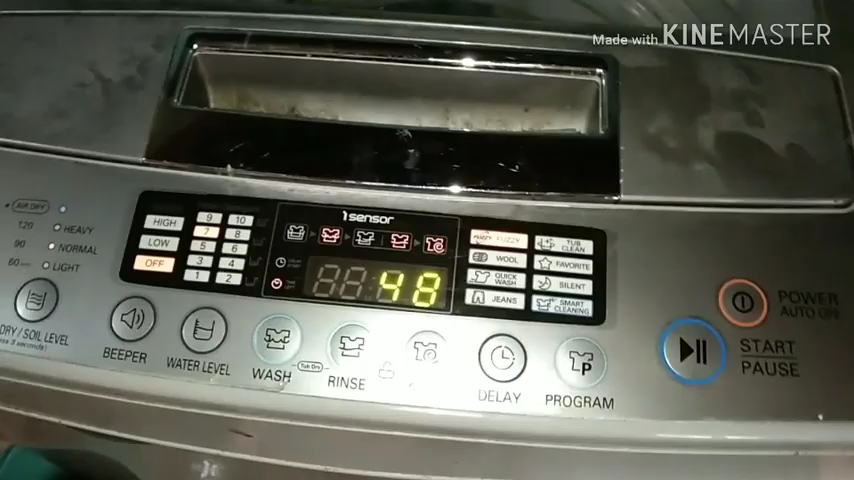 Made with KINEMASTER
i sensor
AIR DRY
120
HEAVY
90
NORMAL
60
LIGHT
HIGH
LOW
OFF
9 10
7 8
5 6
3 4
1 2
48
FUZZY
WOOL
QUICK WASH
JEANS
TUB CLEAN
FAVORITE
SILENT
SMART CLEANING
DRY/SOIL LEVEL
BEEPER
WATER LEVEL
WASH
Tub Dry
RINSE
DELAY
P
PROGRAM
START
PAUSE
POWER
AUTO OFF